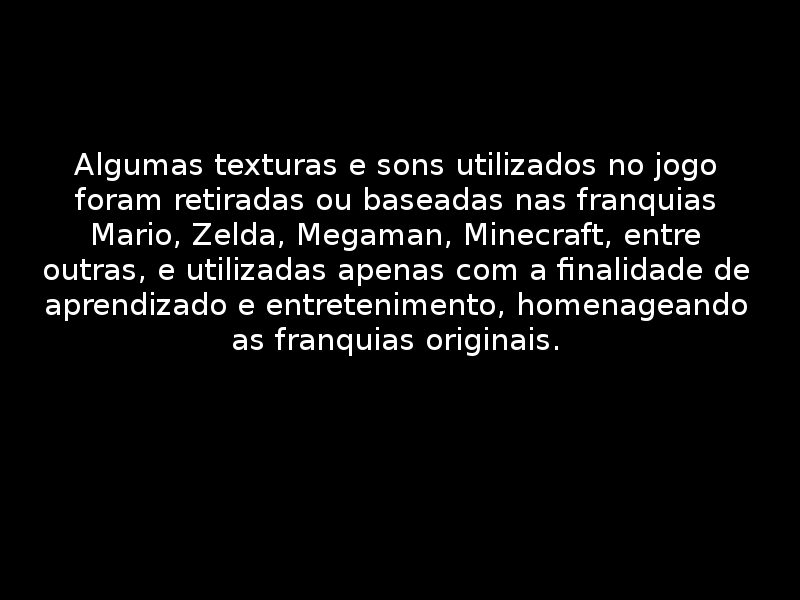 Algumas texturas e sons utilizados no jogo
foram retiradas ou baseadas nas franquias
Mario, Zelda, Megaman, Minecraft, entre
outras, e utilizadas apenas com a finalidade de
aprendizado e entretenimento, homenageando
as franquias originais.